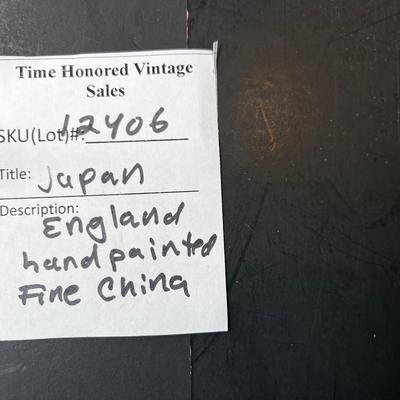 Time Honored Vintage
Sales
SKU(Lot)#: 12406
Title: Japan
Description: England
handpainted
Fine China